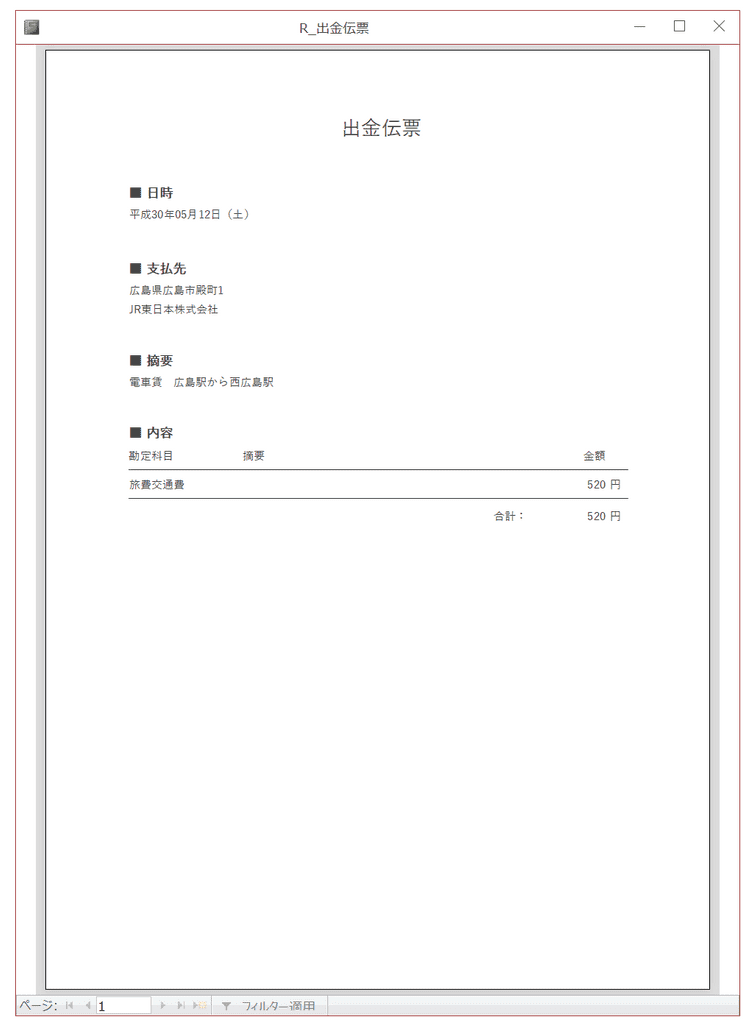 R_出金伝票
出金伝票
■ 日時
平成30年05月12日（土）
■ 支払先
広島県広島市殿町1
JR東日本株式会社
■ 摘要
電車賃　広島駅から西広島駅
■ 内容
勘定科目 摘要 金額
旅費交通費 520 円
合計： 520 円
ページ: 1 フィルター適用